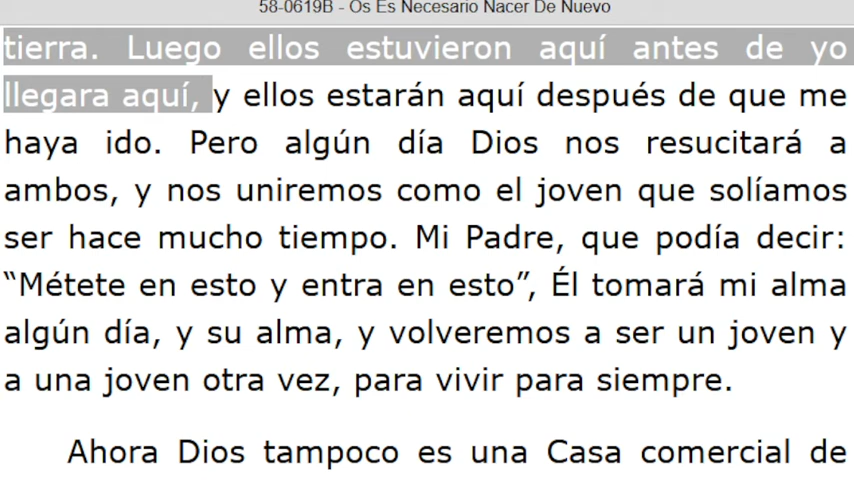 58-0619B - Os Es Necesario Nacer De Nuevo
tierra. Luego ellos estuvieron aquí antes de yo
llegara aquí, y ellos estarán aquí después de que me
haya ido. Pero algún día Dios nos resucitará a
ambos, y nos uniremos como el joven que solíamos
ser hace mucho tiempo. Mi Padre, que podía decir:
“Métete en esto y entra en esto”, Él tomará mi alma
algún día, y su alma, y volveremos a ser un joven y
a una joven otra vez, para vivir para siempre.
Ahora Dios tampoco es una Casa comercial de